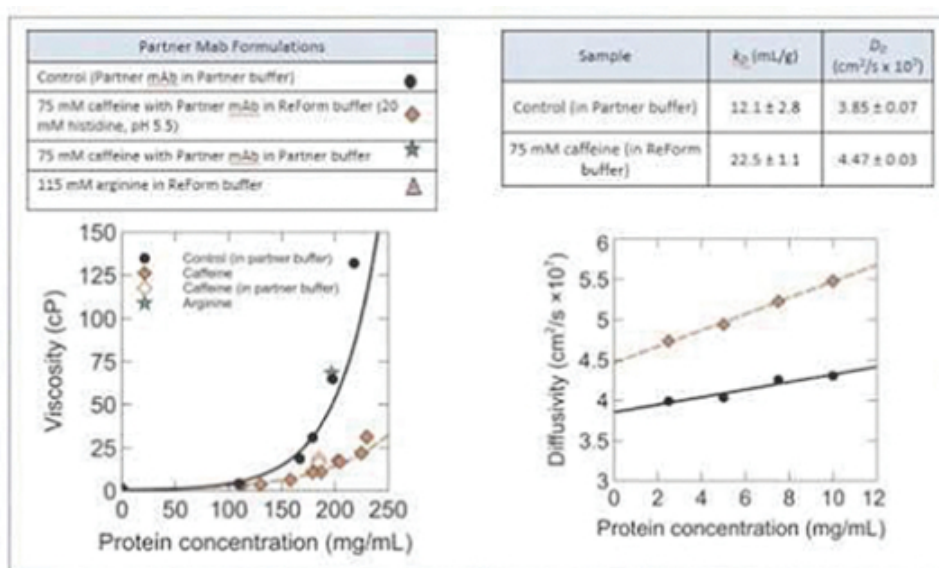 Partner Mab Formulations
Control (Partner mAb in Partner buffer)
75 mM caffeine with Partner mAb in ReForm buffer (20
mM histidine, pH 5.5)
75 mM caffeine with Partner mAb in Partner buffer
115 mM arginine in ReForm buffer
Sample
k₂ (mL/g)
D₂
(cm²/s x 10⁷)
Control (in Partner buffer)
12.1 ± 2.8
3.85 ± 0.07
75 mM caffeine (in ReForm
buffer)
22.5 ± 1.1
4.47 ± 0.03
150
125
100
75
50
25
0
Viscosity (cP)
Control (in partner buffer)
Caffeine
Caffeine (in partner buffer)
Arginine
0 50 100 150 200 250
Protein concentration (mg/mL)
6
5.5
5
4.5
4
3.5
3
Diffusivity (cm²/s ×10⁷)
0 2 4 6 8 10 12
Protein concentration (mg/mL)